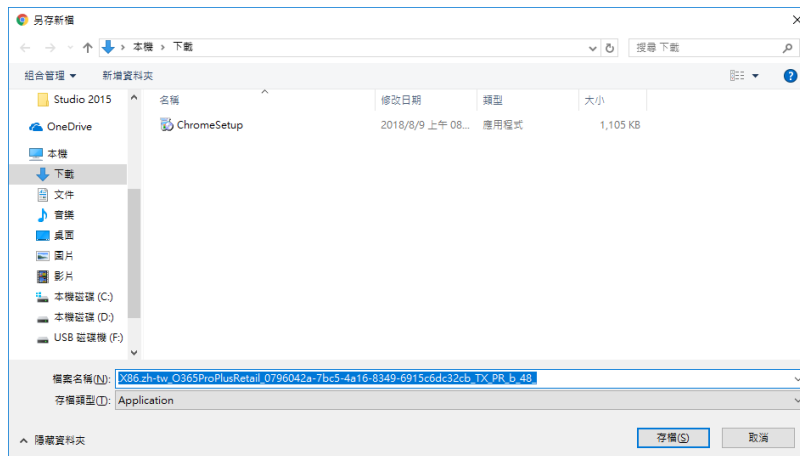 另存新檔
本機 › 下載
搜尋 下載
組合管理 新增資料夾
名稱 修改日期 類型 大小
Studio 2015
OneDrive
本機
下載
文件
音樂
桌面
圖片
影片
本機磁碟 (C:)
本機磁碟 (D:)
USB 磁碟機 (F:)
ChromeSetup 2018/8/9 上午 08... 應用程式 1,105 KB
檔案名稱(N): X86.zh-tw_O365ProPlusRetail_0796042a-7bc5-4a16-8349-6915c6dc32cb_TX_PR_b_48_
存檔類型(T): Application
隱藏資料夾
存檔(S) 取消